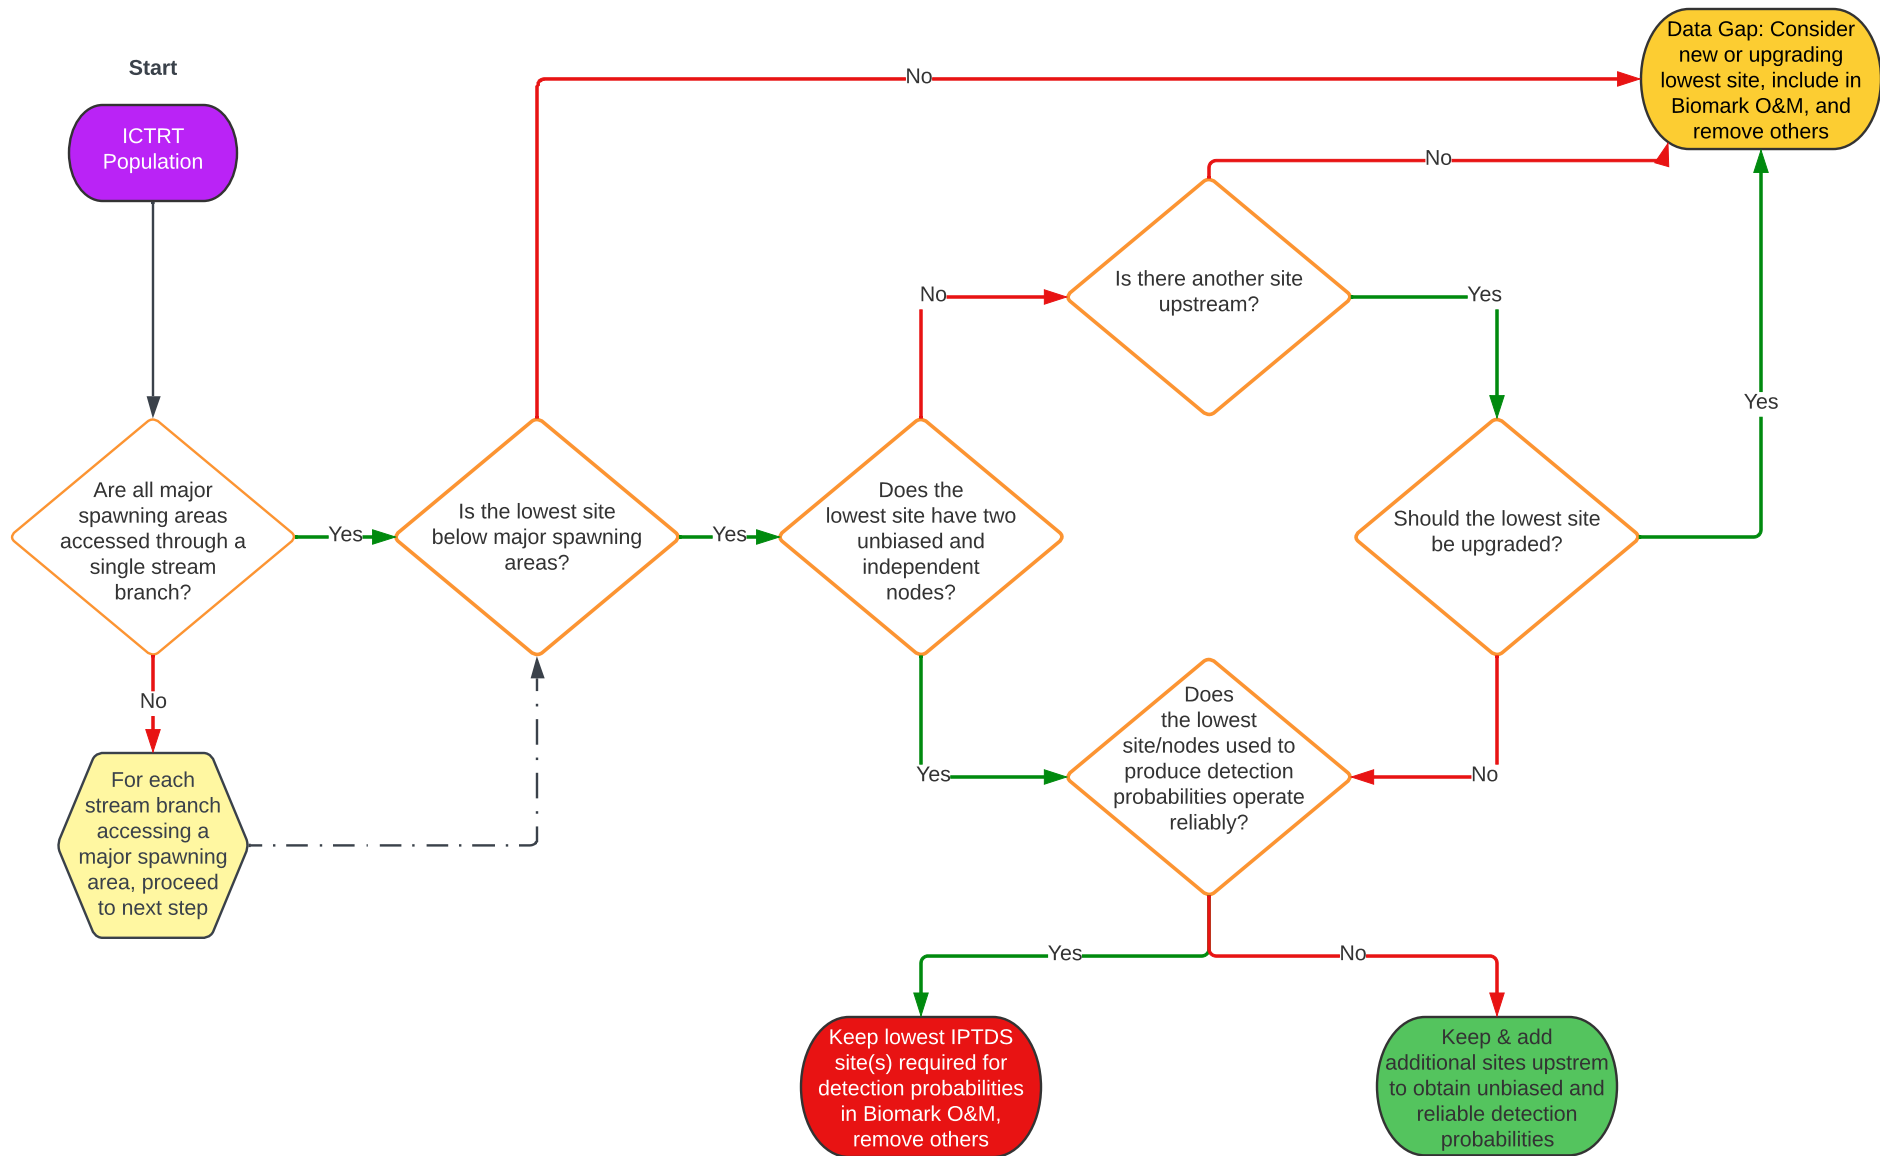 Start
ICTRT
Population
Are all major
spawning areas
accessed through a
single stream
branch?
Yes
No
For each
stream branch
accessing a
major spawning
area, proceed
to next step
Is the lowest site
below major spawning
areas?
No
Yes
Does the
lowest site have two
unbiased and
independent
nodes?
No
Yes
Is there another site
upstream?
No
Yes
Should the lowest site
be upgraded?
Yes
No
Data Gap: Consider
new or upgrading
lowest site, include in
Biomark O&M, and
remove others
Does
the lowest
site/nodes used to
produce detection
probabilities operate
reliably?
Yes
No
Keep lowest IPTDS
site(s) required for
detection probabilities
in Biomark O&M,
remove others
Keep & add
additional sites upstrem
to obtain unbiased and
reliable detection
probabilities